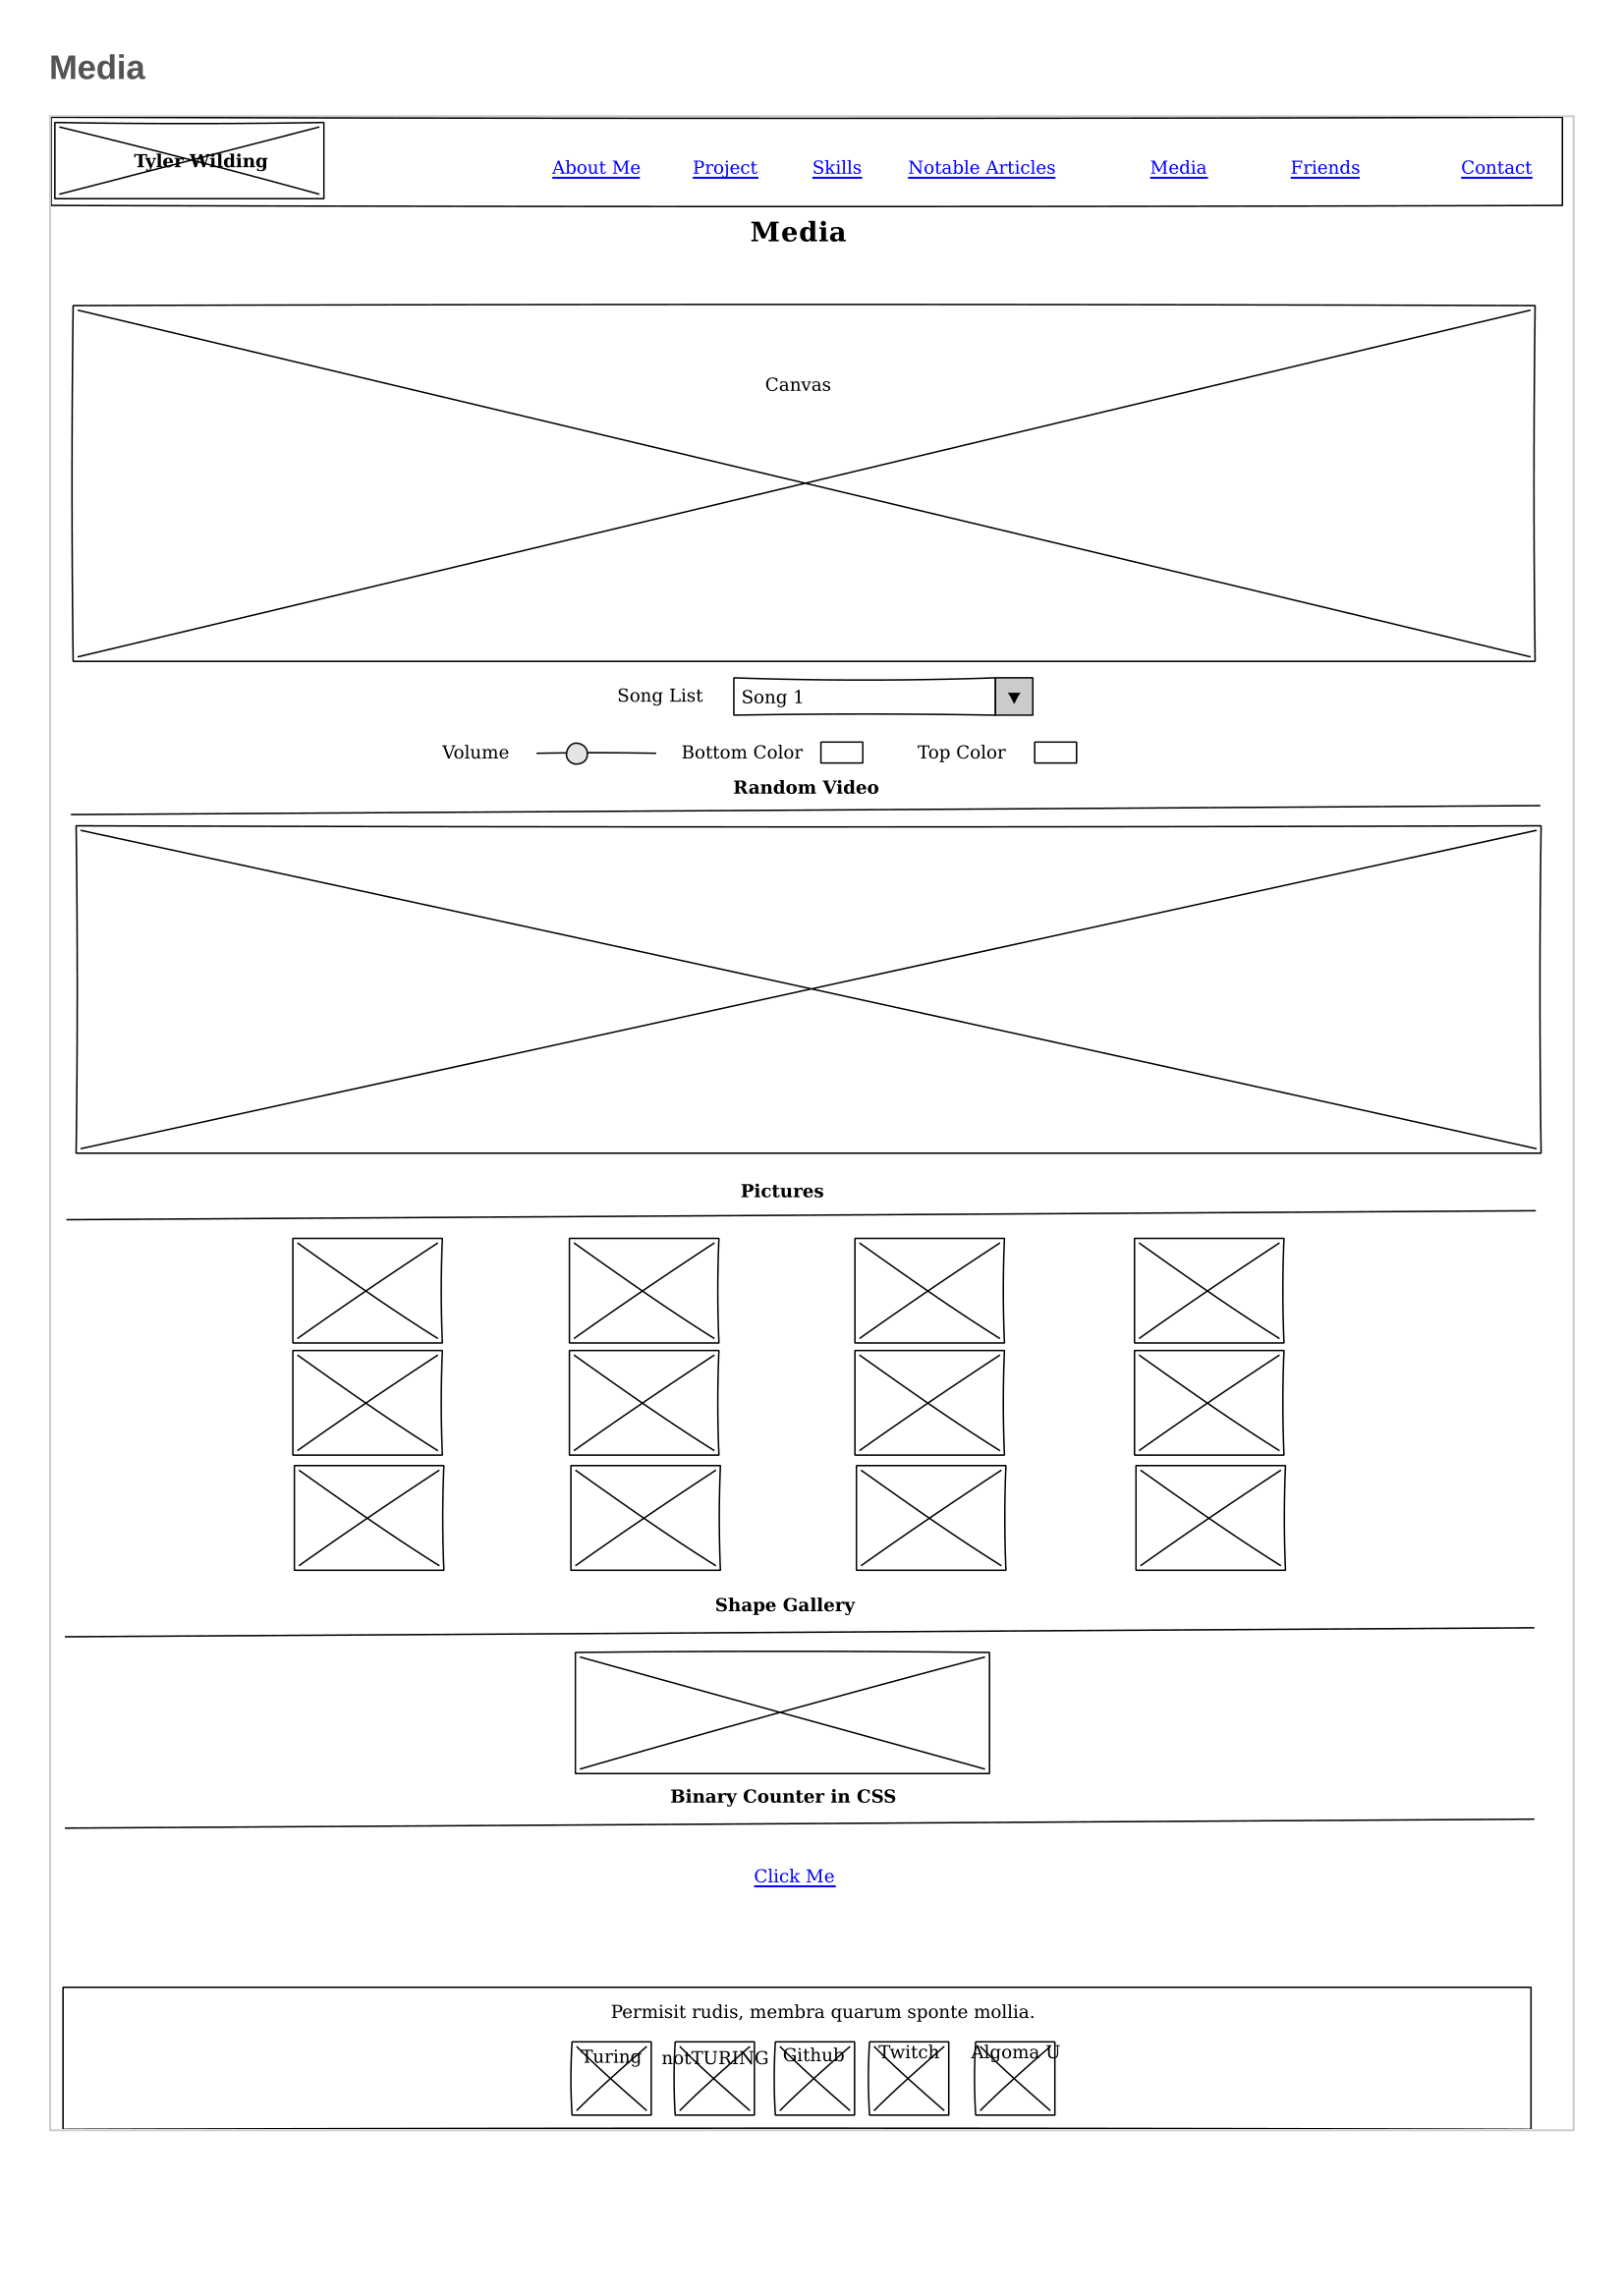 Media
Tyler Wilding
About Me Project Skills Notable Articles Media Friends Contact
Media
Canvas
Song List Song 1
Volume Bottom Color Top Color
Random Video
Pictures
Shape Gallery
Binary Counter in CSS
Click Me
Permisit rudis, membra quarum sponte mollia.
Turing notTURING Github Twitch Algoma U